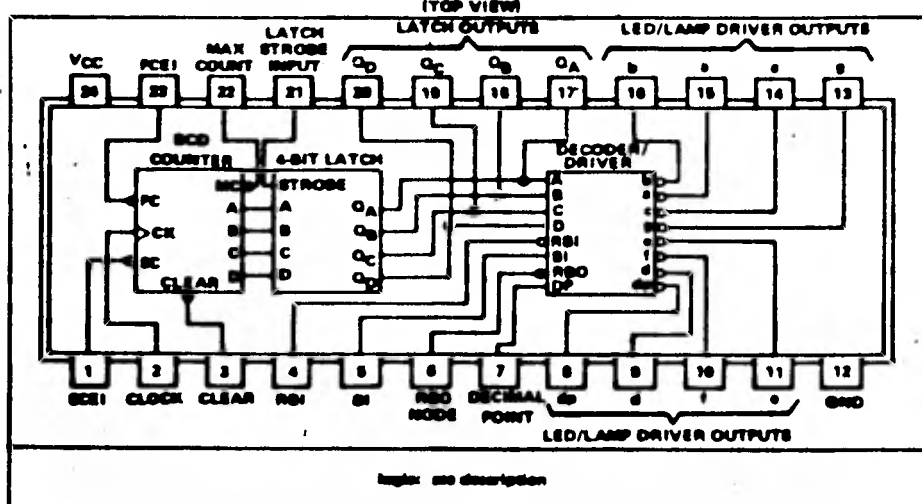 (TOP VIEW)
LATCH OUTPUTS
LED/LAMP DRIVER OUTPUTS
VCC PCEI MAX COUNT LATCH STROBE INPUT QD QC QB QA b a c g
24 23 22 21 20 19 18 17 16 15 14 13
BCD COUNTER
4-BIT LATCH
DECODER/DRIVER
MC STROBE
PC A A QA A b
B B QB B a
CK C C QC C c
SC D D QD D g
CLEAR
RBI e
BI f
RBO d
DP dp
1 2 3 4 5 6 7 8 9 10 11 12
SCEI CLOCK CLEAR RBI BI RBO NODE DECIMAL POINT dp d f e GND
LED/LAMP DRIVER OUTPUTS
logic: see description